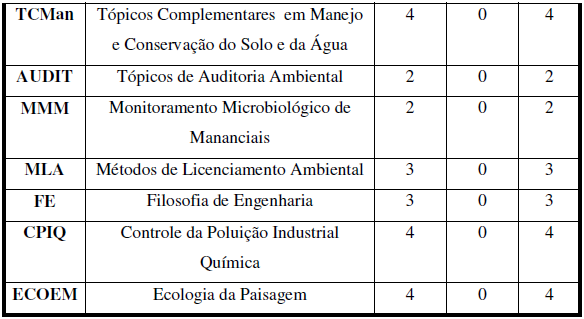 TCMan Tópicos Complementares em Manejo 4 0 4
e Conservação do Solo e da Água
AUDIT Tópicos de Auditoria Ambiental 2 0 2
MMM Monitoramento Microbiológico de 2 0 2
Mananciais
MLA Métodos de Licenciamento Ambiental 3 0 3
FE Filosofia de Engenharia 3 0 3
CPIQ Controle da Poluição Industrial 4 0 4
Química
ECOEM Ecologia da Paisagem 4 0 4